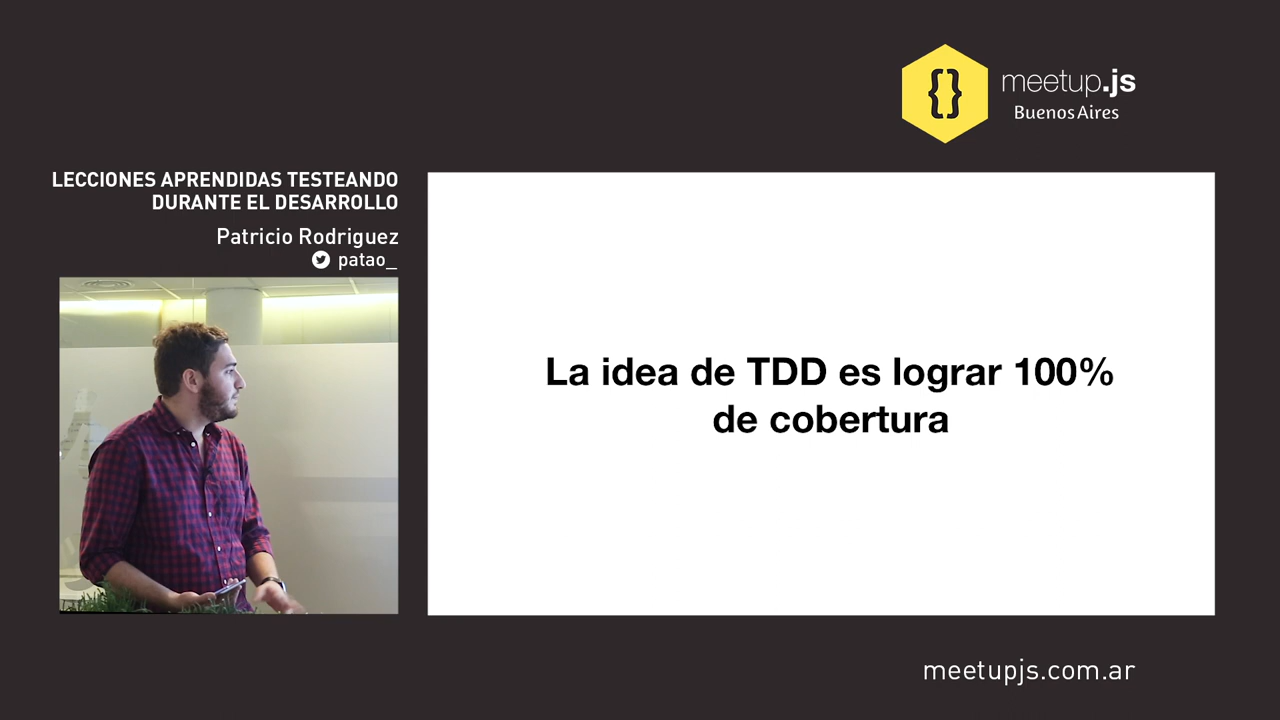 {}
meetup.js
Buenos Aires
LECCIONES APRENDIDAS TESTEANDO
DURANTE EL DESARROLLO
Patricio Rodriguez
patao_
La idea de TDD es lograr 100%
de cobertura
meetupjs.com.ar